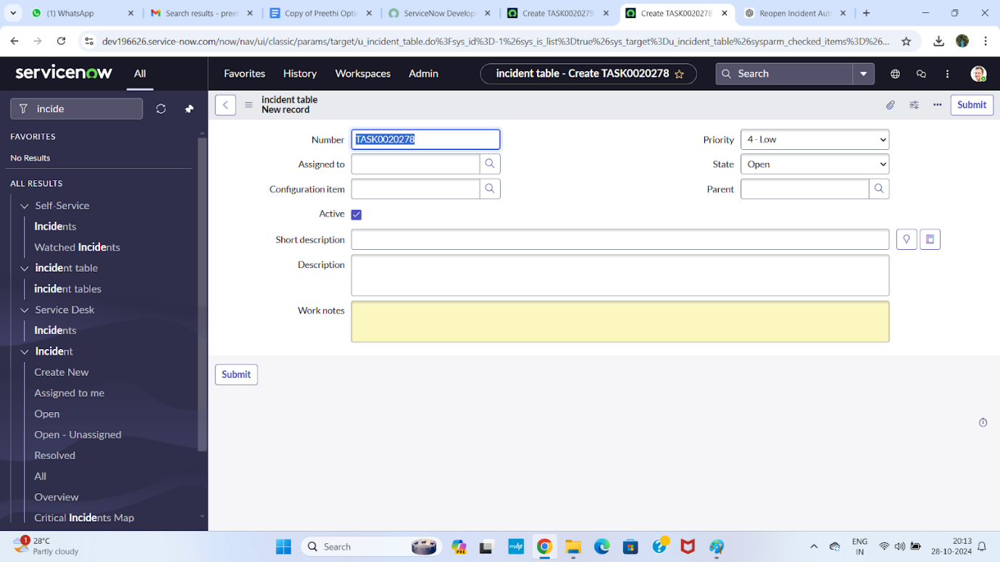 (1) WhatsApp
Search results - preet
Copy of Preethi Opti
ServiceNow Develop
Create TASK0020279
Create TASK0020278
Reopen Incident Aut
dev196626.service-now.com/now/nav/ui/classic/params/target/u_incident_table.do%3Fsys_id%3D-1%26sys_is_list%3Dtrue%26sys_target%3Du_incident_table%26sysparm_checked_items%3D%26...
servicenow
All
Favorites
History
Workspaces
Admin
incident table - Create TASK0020278
Search
incide
FAVORITES
No Results
ALL RESULTS
Self-Service
Incidents
Watched Incidents
incident table
incident tables
Service Desk
Incidents
Incident
Create New
Assigned to me
Open
Open - Unassigned
Resolved
All
Overview
Critical Incidents Map
incident table
New record
Submit
Number
TASK0020278
Priority
4 - Low
Assigned to
State
Open
Configuration item
Parent
Active
Short description
Description
Work notes
Submit
1
28°C
Partly cloudy
Search
PRE
myhp
ENG
IN
20:13
28-10-2024